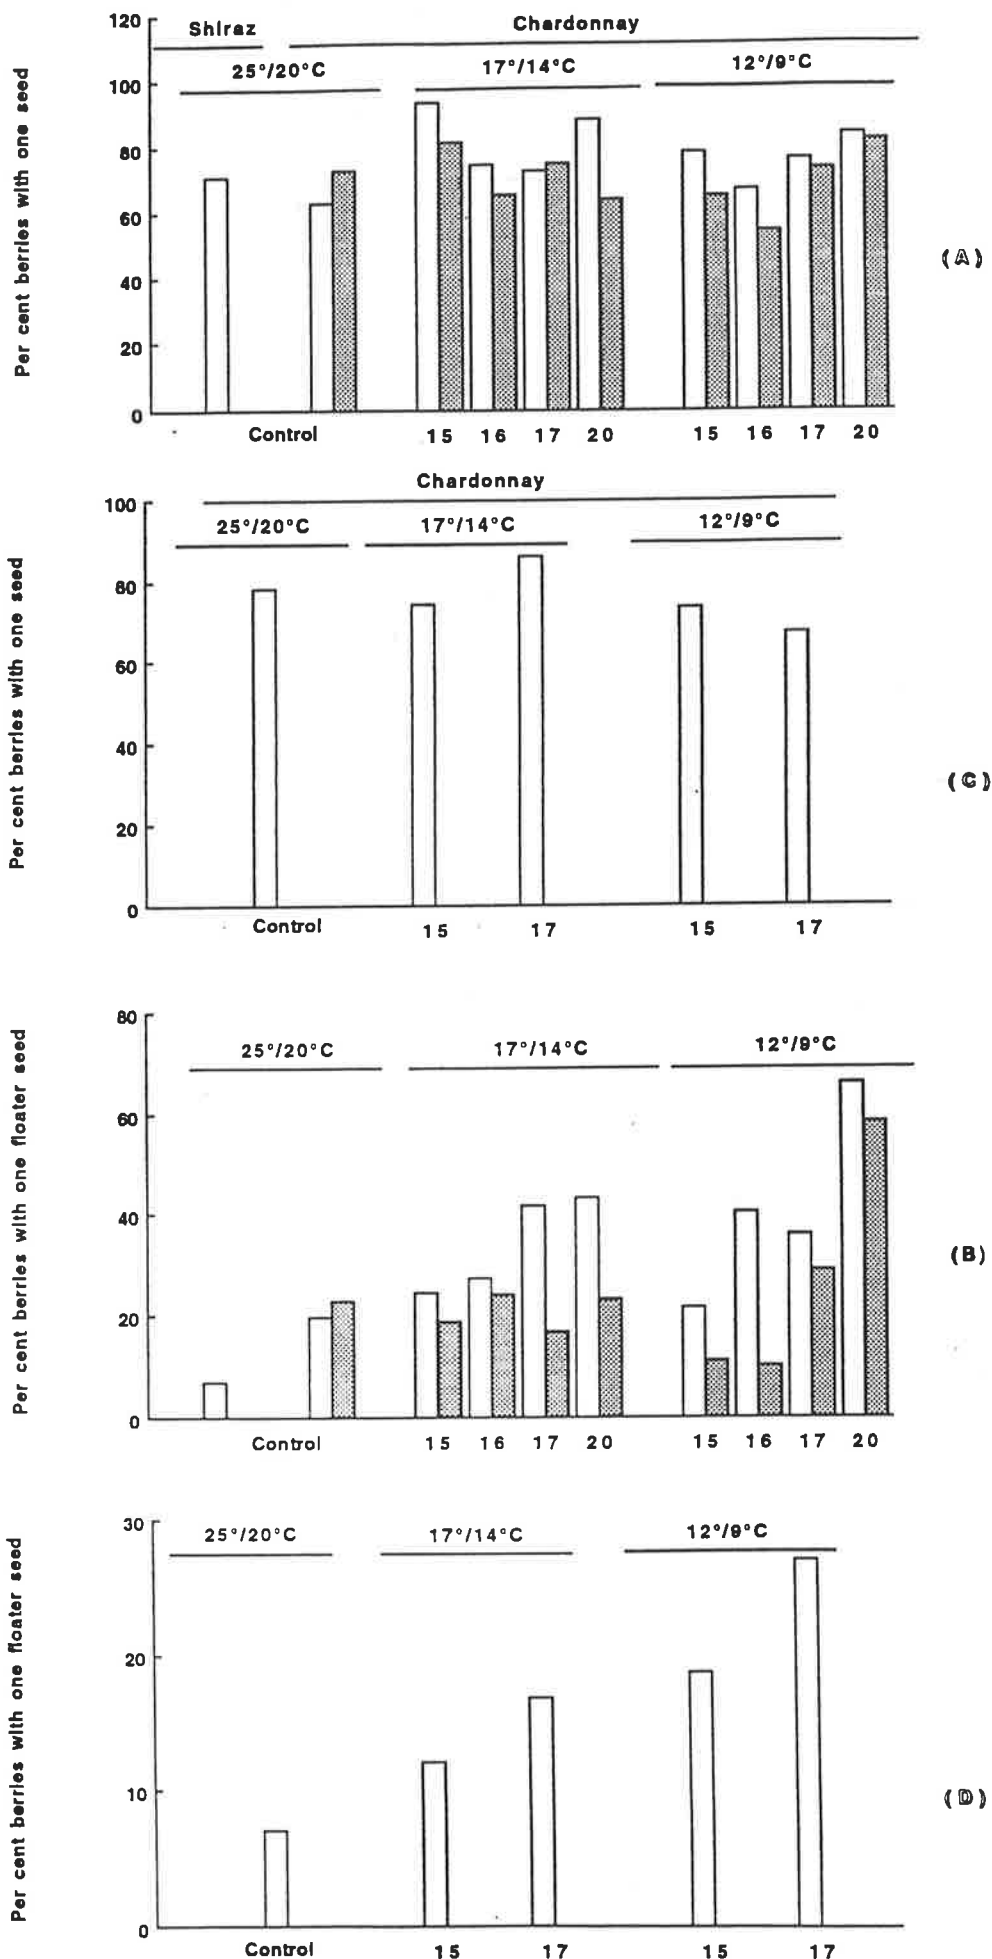 120
Shiraz
Chardonnay
25°/20°C
17°/14°C
12°/9°C
100
80
60
40
20
0
Per cent berries with one seed
(A)
Control
15
16
17
20
15
16
17
20
Chardonnay
100
25°/20°C
17°/14°C
12°/9°C
80
60
40
20
0
Per cent berries with one seed
(C)
Control
15
17
15
17
80
25°/20°C
17°/14°C
12°/9°C
60
40
20
0
Per cent berries with one floater seed
(B)
Control
15
16
17
20
15
16
17
20
30
25°/20°C
17°/14°C
12°/9°C
20
10
0
Per cent berries with one floater seed
(D)
Control
15
17
15
17